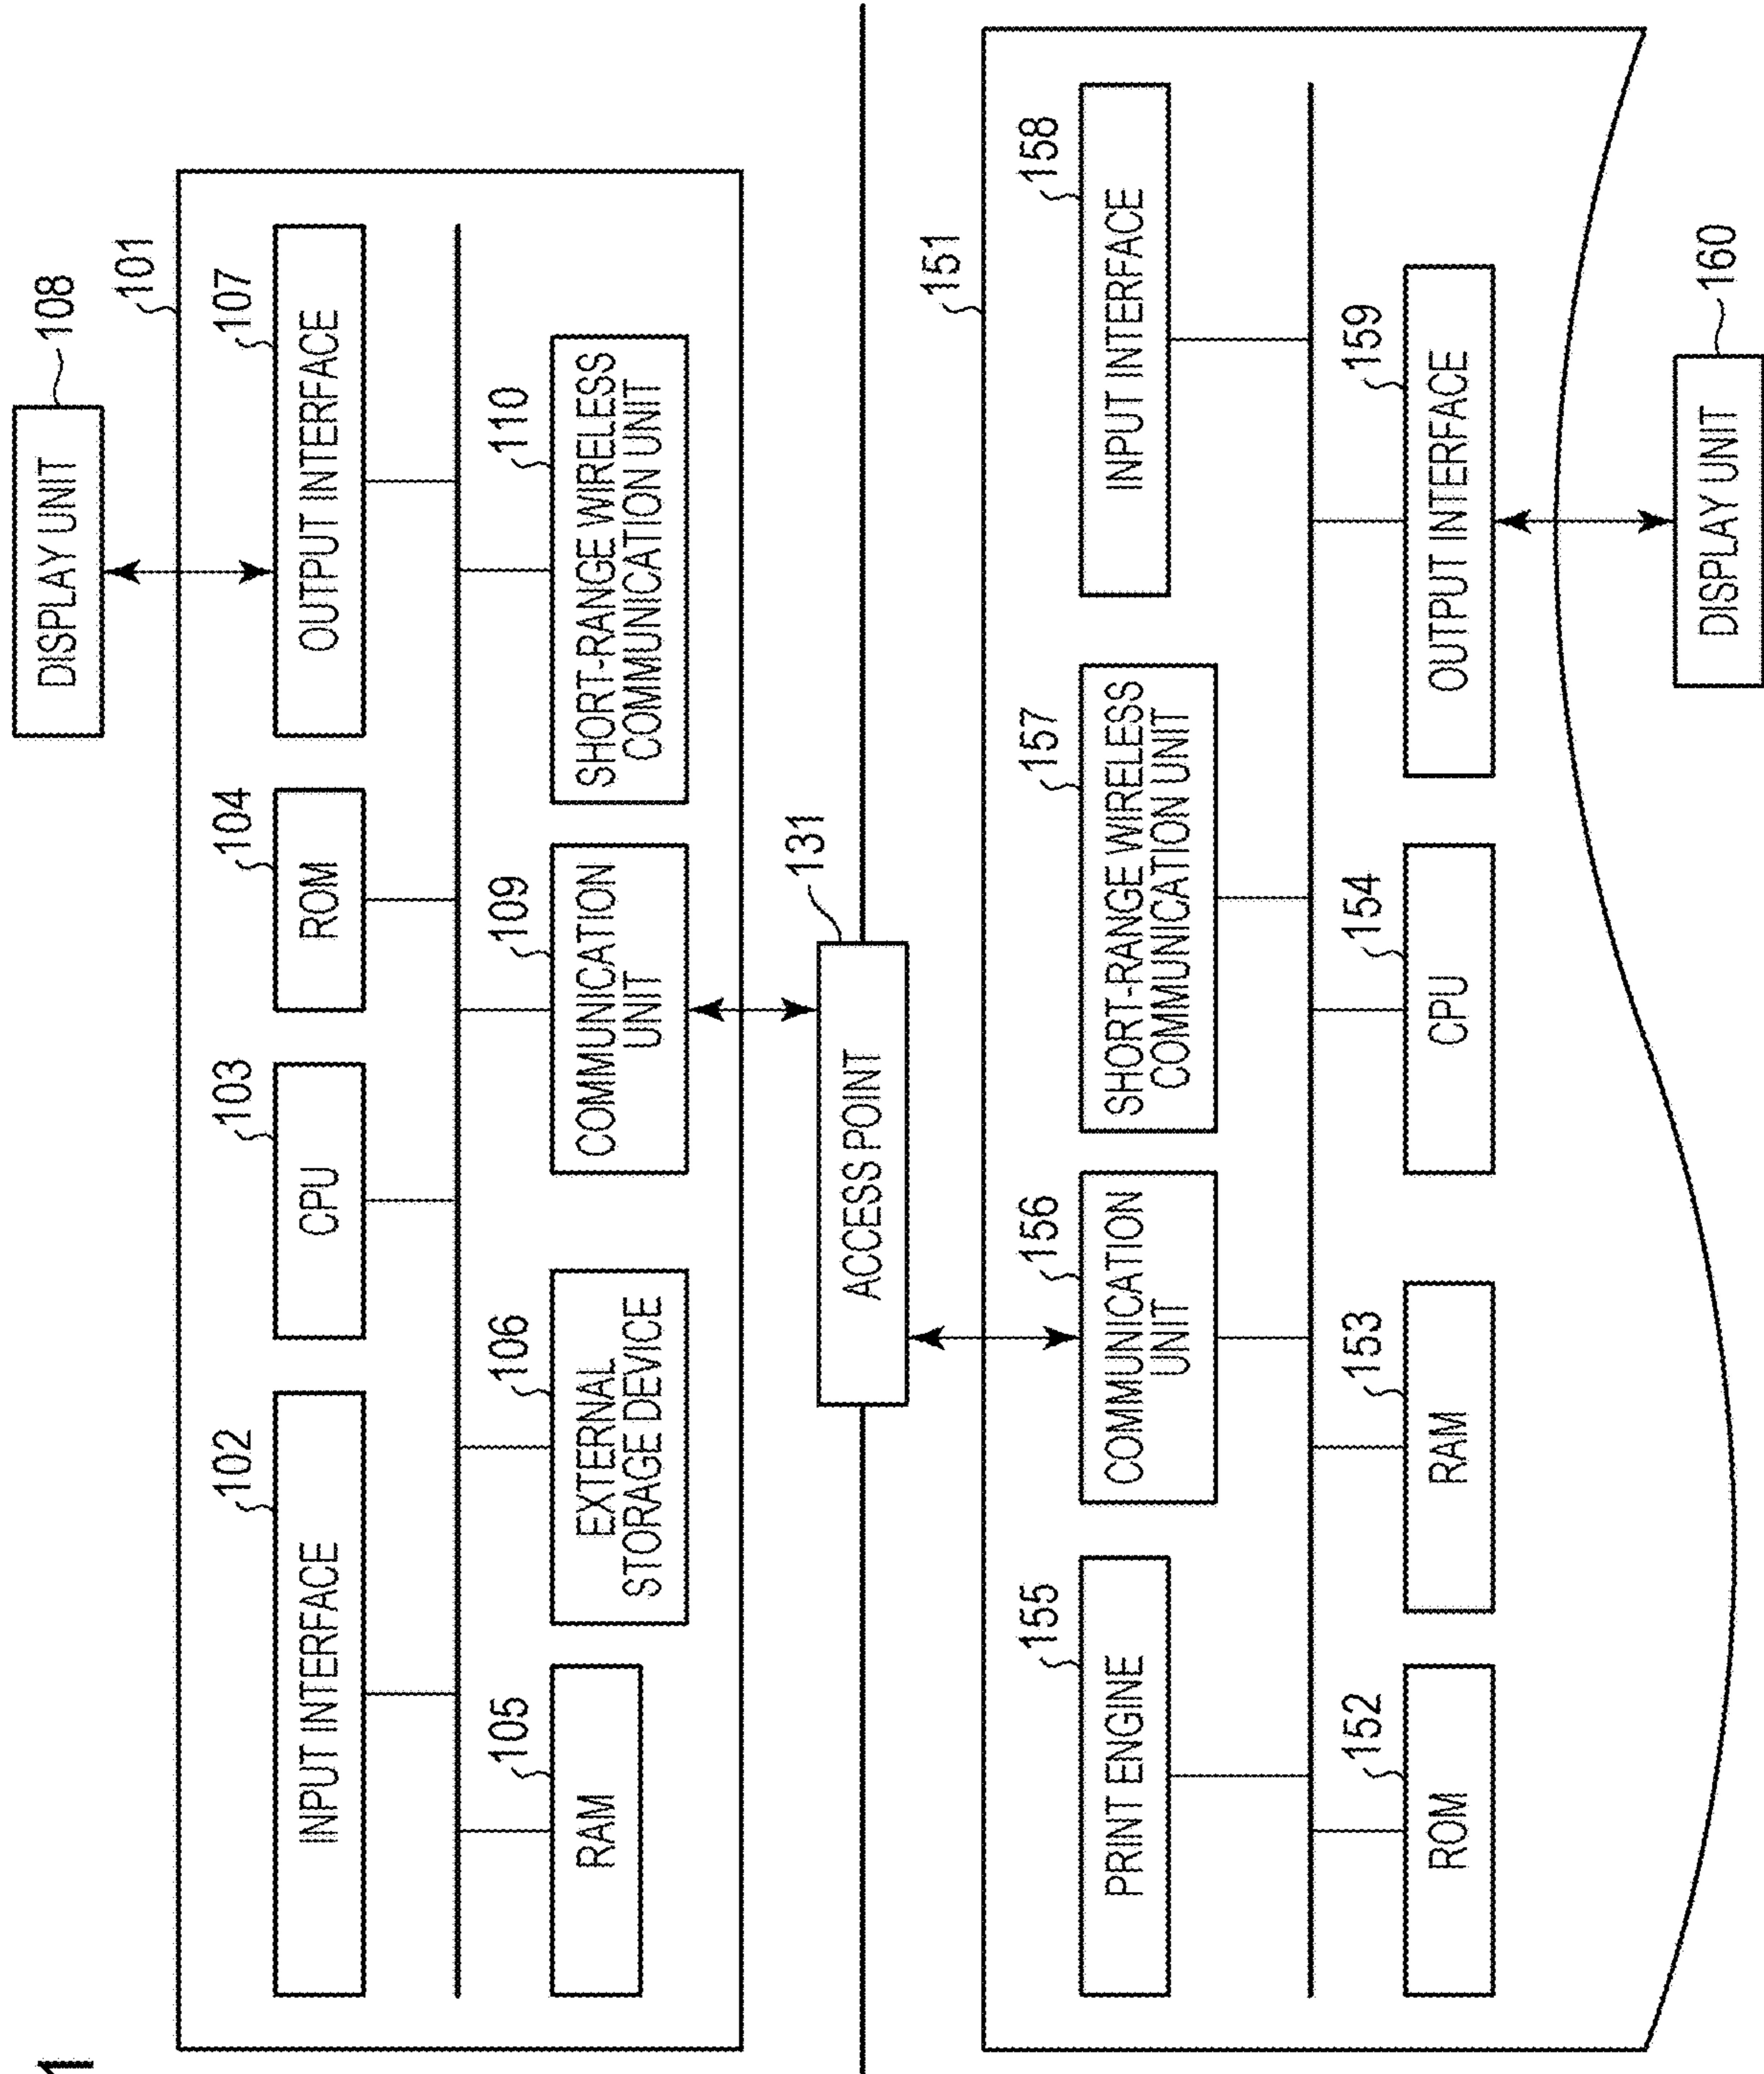 1
DISPLAY UNIT
108
101
102
INPUT INTERFACE
103
CPU
104
ROM
107
OUTPUT INTERFACE
105
RAM
106
EXTERNAL
STORAGE DEVICE
109
COMMUNICATION
UNIT
110
SHORT-RANGE WIRELESS
COMMUNICATION UNIT
131
ACCESS POINT
151
155
PRINT ENGINE
156
COMMUNICATION
UNIT
157
SHORT-RANGE WIRELESS
COMMUNICATION UNIT
158
INPUT INTERFACE
152
ROM
153
RAM
154
CPU
159
OUTPUT INTERFACE
DISPLAY UNIT
160